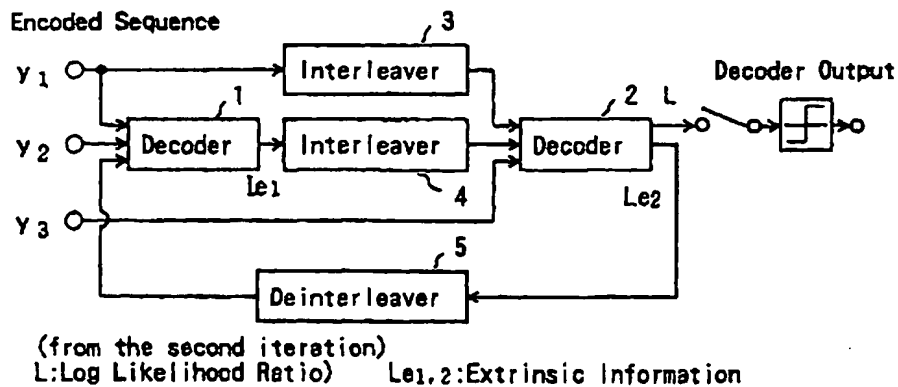 Encoded Sequence
3
y1
Interleaver
Decoder Output
1
2
L
y2
Decoder
Interleaver
Decoder
Le1
4
Le2
y3
5
Deinterleaver
(from the second iteration)
L:Log Likelihood Ratio) Le1,2:Extrinsic Information